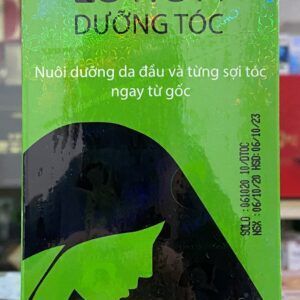 DƯỠNG TÓC
Nuôi dưỡng da đầu và từng sợi tóc
ngay từ gốc
SOLO : 061020 10/DTOC
NSX : 06/10/20 HSD:06/10/23